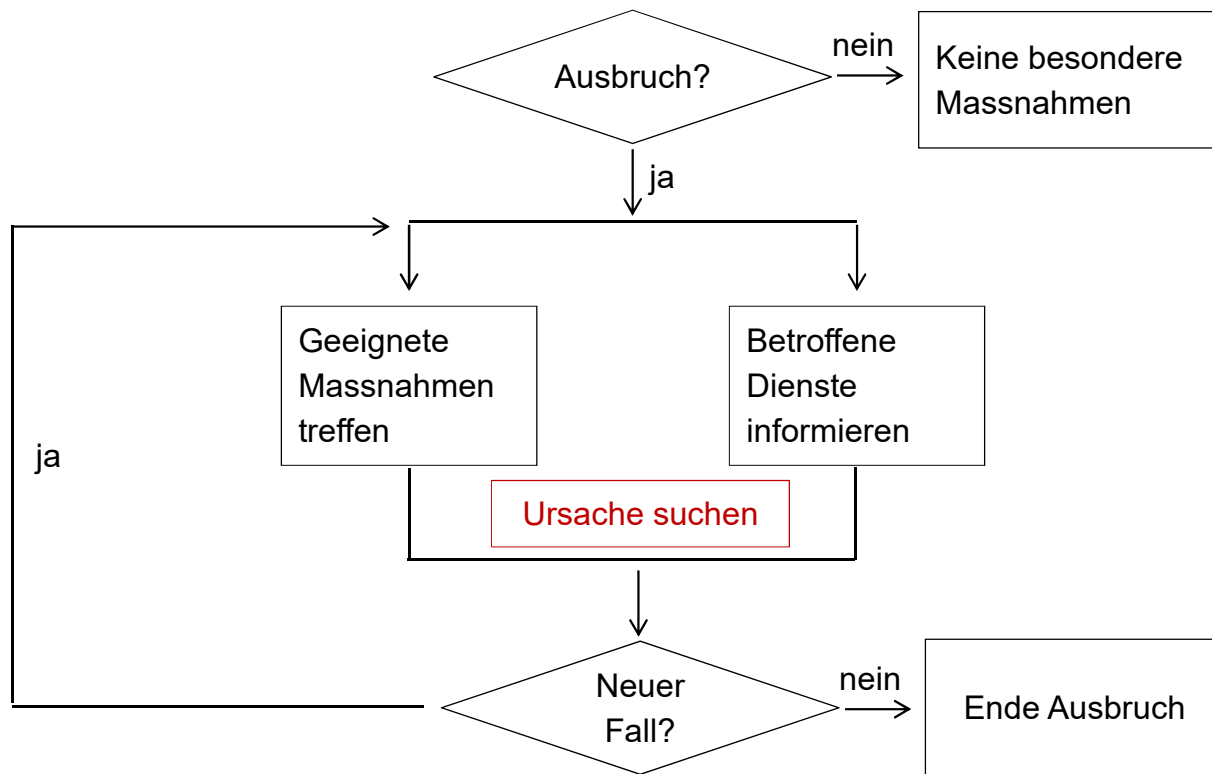 nein
Ausbruch?
Keine besondere
Massnahmen
ja
Geeignete
Massnahmen
treffen
Betroffene
Dienste
informieren
ja
Ursache suchen
Neuer
Fall?
nein
Ende Ausbruch